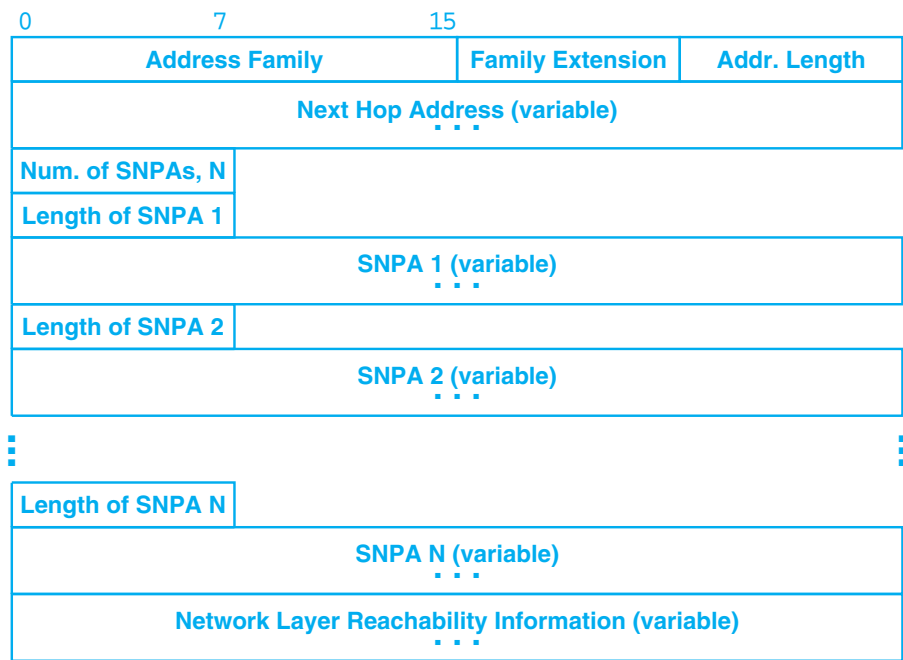 0 7 15
Address Family Family Extension Addr. Length
Next Hop Address (variable)
. . .
Num. of SNPAs, N
Length of SNPA 1
SNPA 1 (variable)
. . .
Length of SNPA 2
SNPA 2 (variable)
. . .
Length of SNPA N
SNPA N (variable)
. . .
Network Layer Reachability Information (variable)
. . .